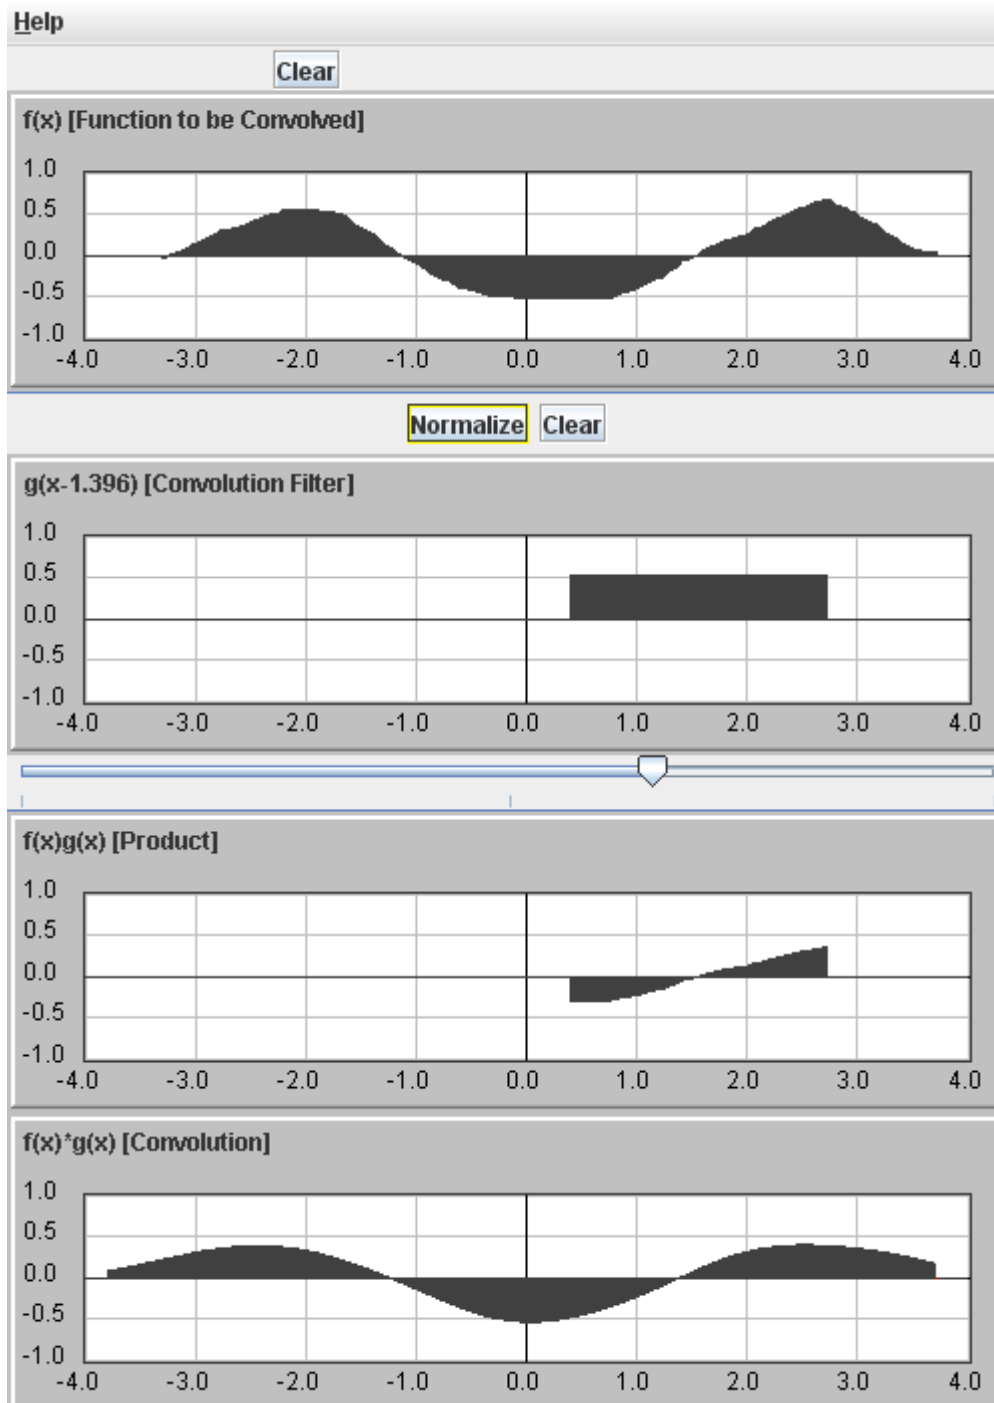 Help
Clear
f(x) [Function to be Convolved]
1.0
0.5
0.0
-0.5
-1.0
-4.0 -3.0 -2.0 -1.0 0.0 1.0 2.0 3.0 4.0
Normalize Clear
g(x-1.396) [Convolution Filter]
1.0
0.5
0.0
-0.5
-1.0
-4.0 -3.0 -2.0 -1.0 0.0 1.0 2.0 3.0 4.0
f(x)g(x) [Product]
1.0
0.5
0.0
-0.5
-1.0
-4.0 -3.0 -2.0 -1.0 0.0 1.0 2.0 3.0 4.0
f(x)*g(x) [Convolution]
1.0
0.5
0.0
-0.5
-1.0
-4.0 -3.0 -2.0 -1.0 0.0 1.0 2.0 3.0 4.0